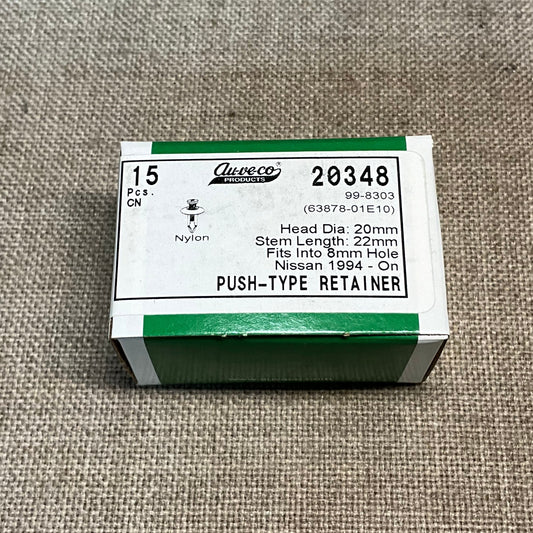 15
Pcs.
CN
Au-ve-co®
PRODUCTS
20348
99-8303
(63878-01E10)
Nylon
Head Dia: 20mm
Stem Length: 22mm
Fits Into 8mm Hole
Nissan 1994 - On
PUSH-TYPE RETAINER